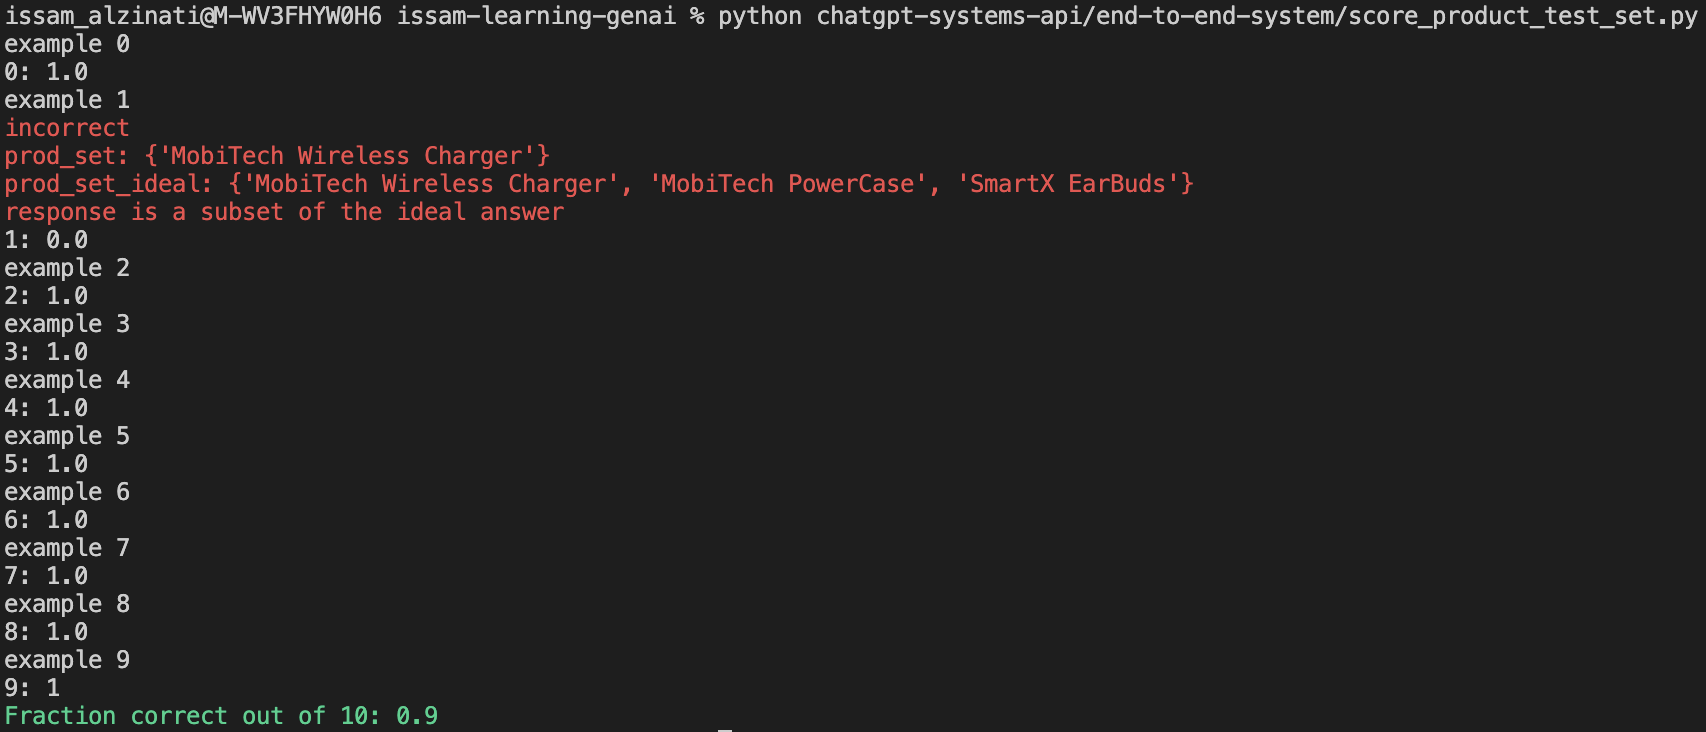 issam_alzinati@M-WV3FHYW0H6 issam-learning-genai % python chatgpt-systems-api/end-to-end-system/score_product_test_set.py
example 0
0: 1.0
example 1
incorrect
prod_set: {'MobiTech Wireless Charger'}
prod_set_ideal: {'MobiTech Wireless Charger', 'MobiTech PowerCase', 'SmartX EarBuds'}
response is a subset of the ideal answer
1: 0.0
example 2
2: 1.0
example 3
3: 1.0
example 4
4: 1.0
example 5
5: 1.0
example 6
6: 1.0
example 7
7: 1.0
example 8
8: 1.0
example 9
9: 1
Fraction correct out of 10: 0.9